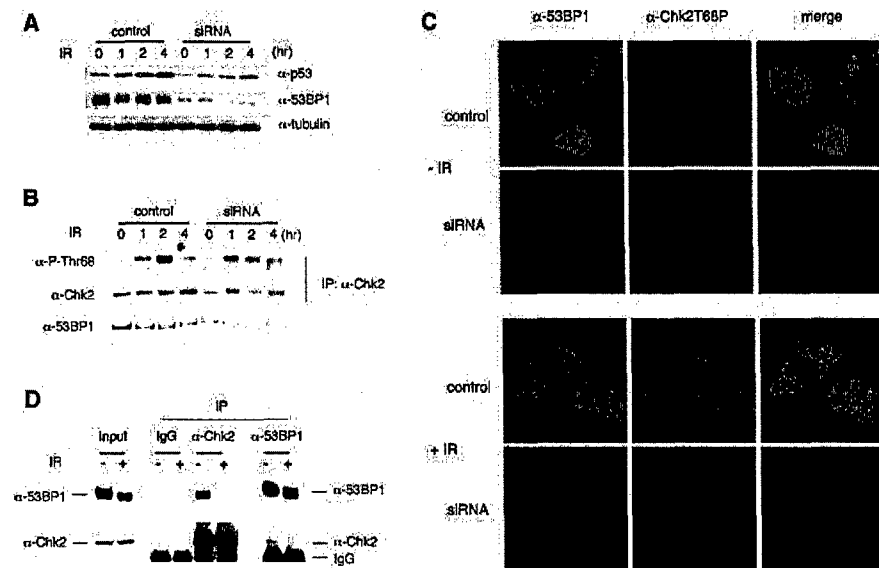 A
control siRNA
IR 0 1 2 4 0 1 2 4 (hr)
α-p53
α-53BP1
α-tubulin
B
control siRNA
IR 0 1 2 4 0 1 2 4 (hr)
α-P-Thr68
α-Chk2
IP: α-Chk2
α-53BP1
D
IP
Input IgG α-Chk2 α-53BP1
IR - + - + - + - +
α-53BP1 α-53BP1
α-Chk2 α-Chk2
IgG
C
α-53BP1 α-Chk2T68P merge
control
- IR
siRNA
control
+ IR
siRNA